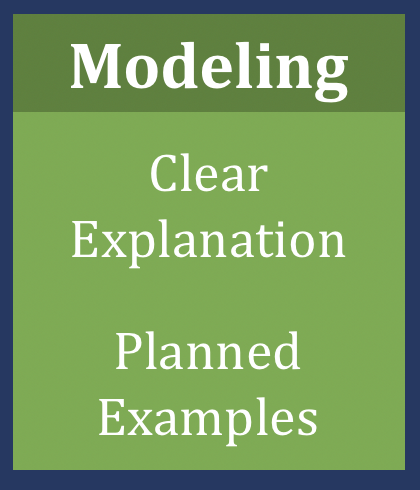 Modeling
Clear
Explanation
Planned
Examples